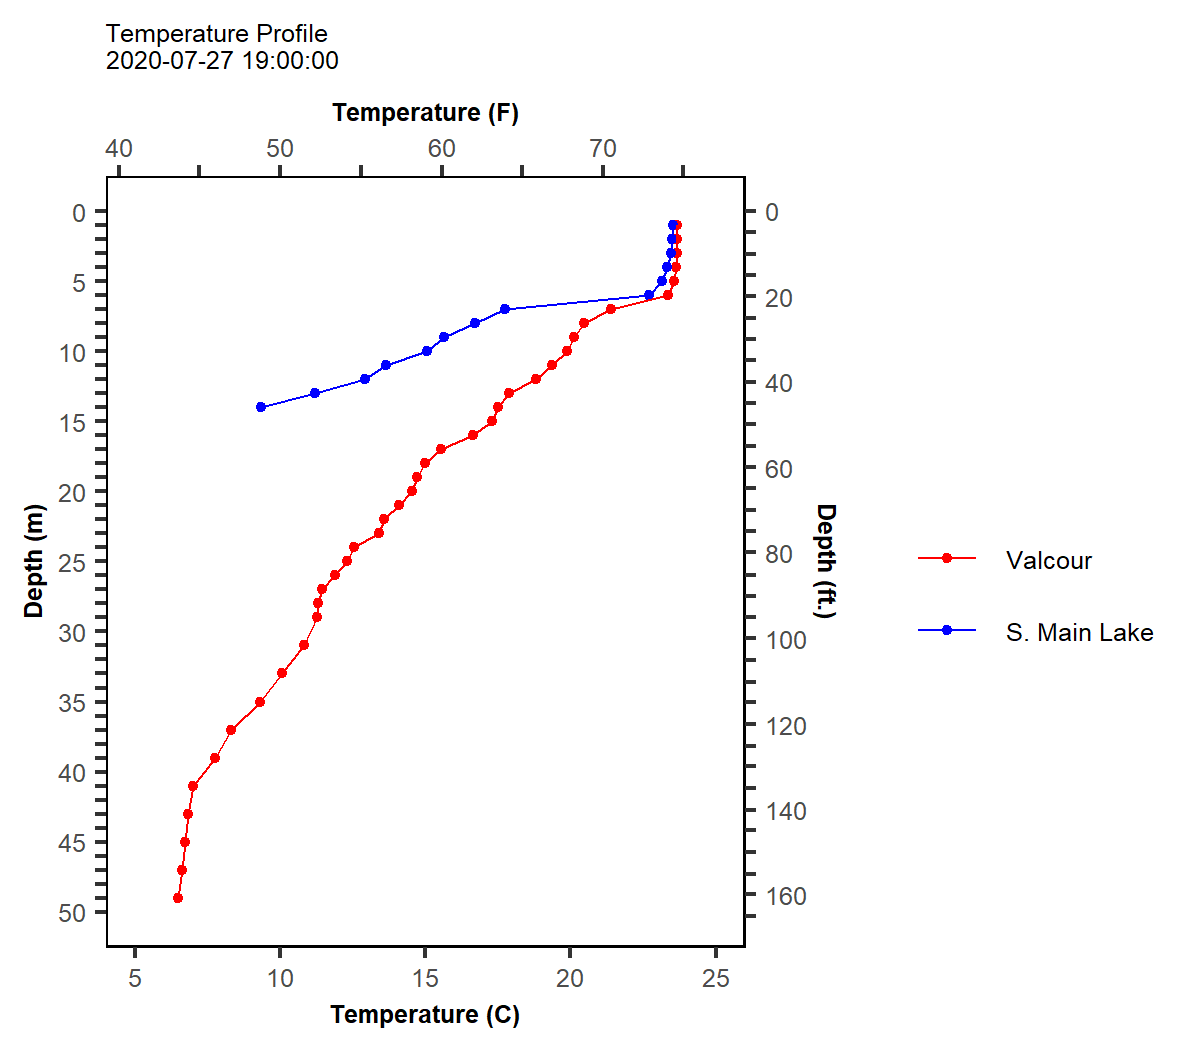 Temperature Profile
2020-07-27 19:00:00
Temperature (F)
40 50 60 70
0
5
10
15
20
25
30
35
40
45
50
Depth (m)
0
20
40
60
80
100
120
140
160
Depth (ft.)
Valcour
S. Main Lake
5 10 15 20 25
Temperature (C)